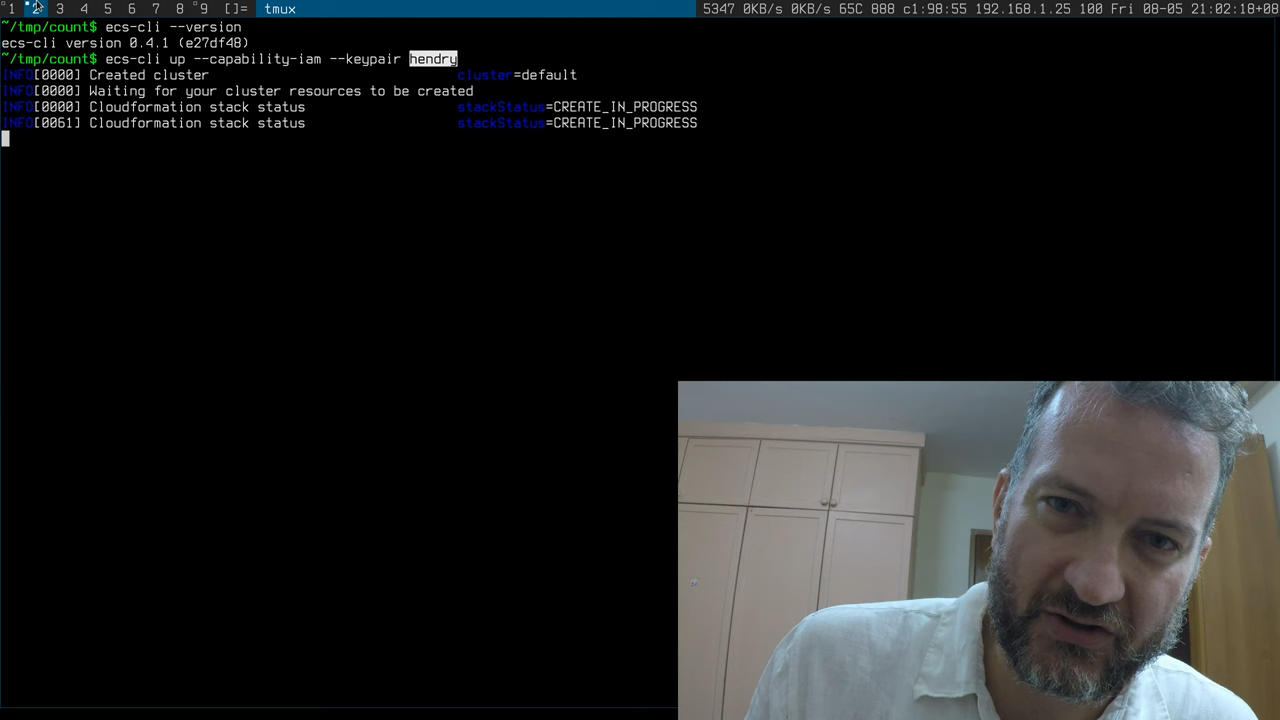 1 2 3 4 5 6 7 8 9 []= tmux 5347 0KB/s 0KB/s 65C 888 c1:98:55 192.168.1.25 100 Fri 08-05 21:02:18+08
~/tmp/count$ ecs-cli --version
ecs-cli version 0.4.1 (e27df48)
~/tmp/count$ ecs-cli up --capability-iam --keypair hendry
INFO[0000] Created cluster cluster=default
INFO[0000] Waiting for your cluster resources to be created
INFO[0000] Cloudformation stack status stackStatus=CREATE_IN_PROGRESS
INFO[0061] Cloudformation stack status stackStatus=CREATE_IN_PROGRESS